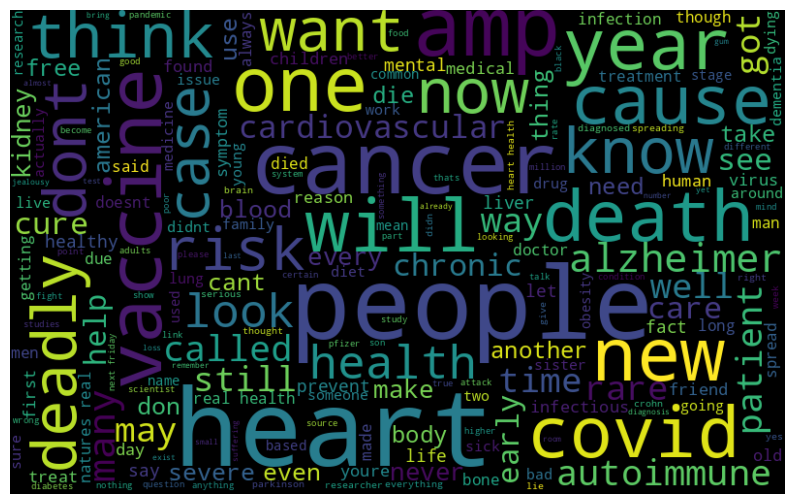 research
bring
pandemic
think
want
amp
year
infection
though
free
good
use
always
food
better
children
found
mental
common
medical
black
gum
got
dying
dementia
almost
issue
die
now
thing
treatment
stage
kidney
actually
dont
vaccine
american
case
medicine
symptom
young
one
work
cardiovascular
cause
rate
become
said
died
cancer
heart health
diagnosed
spreading
different
take
know
see
jealousy
test
doesnt
poor
brain
system
thats
million
drug
need
human
virus
around
live
didnt
blood
reason
something
already
liver
number
yet
mind
cure
family
mean
didn
way
doctor
death
man
healthy
adults
please
last
risk
will
part
looking
due
point
lung
every
certain
diet
chronic
talk
alzheimer
getting
fight
show
used
cant
serious
let
obesity
condition
right
week
deadly
help
studies
link
look
people
give
well
care
patient
men
loss
thought
study
fact
long
spread
many
called
pfizer
son
another
new
next friday
remember
health
sister
time
rare
friend
name
still
prevent
true
attack
scientist
real health
someone
make
two
early
infectious
crohn
diagnosis
going
first
natures real
don
heart
sure
wrong
may
small
suffering
based
made
source
body
higher
sick
covid
room
yes
old
day
life
treat
say
severe
even
youre
never
bone
bad
lie
autoimmune
diabetes
nothing
question
exist
anything
parkinson
researcher
everything